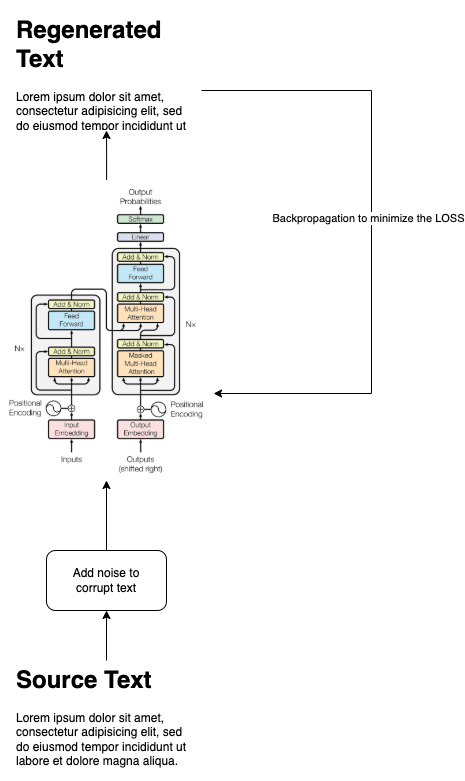 Regenerated
Text
Lorem ipsum dolor sit amet,
consectetur adipisicing elit, sed
do eiusmod tempor incididunt ut
Backpropagation to minimize the LOSS
Output
Probabilities
Softmax
Linear
Add & Norm
Feed
Forward
Add & Norm
Multi-Head
Attention
Nx
Add & Norm
Masked
Multi-Head
Attention
Add & Norm
Feed
Forward
Nx
Add & Norm
Multi-Head
Attention
Positional
Encoding
Positional
Encoding
Input
Embedding
Output
Embedding
Inputs
Outputs
(shifted right)
Add noise to
corrupt text
Source Text
Lorem ipsum dolor sit amet,
consectetur adipisicing elit, sed
do eiusmod tempor incididunt ut
labore et dolore magna aliqua.